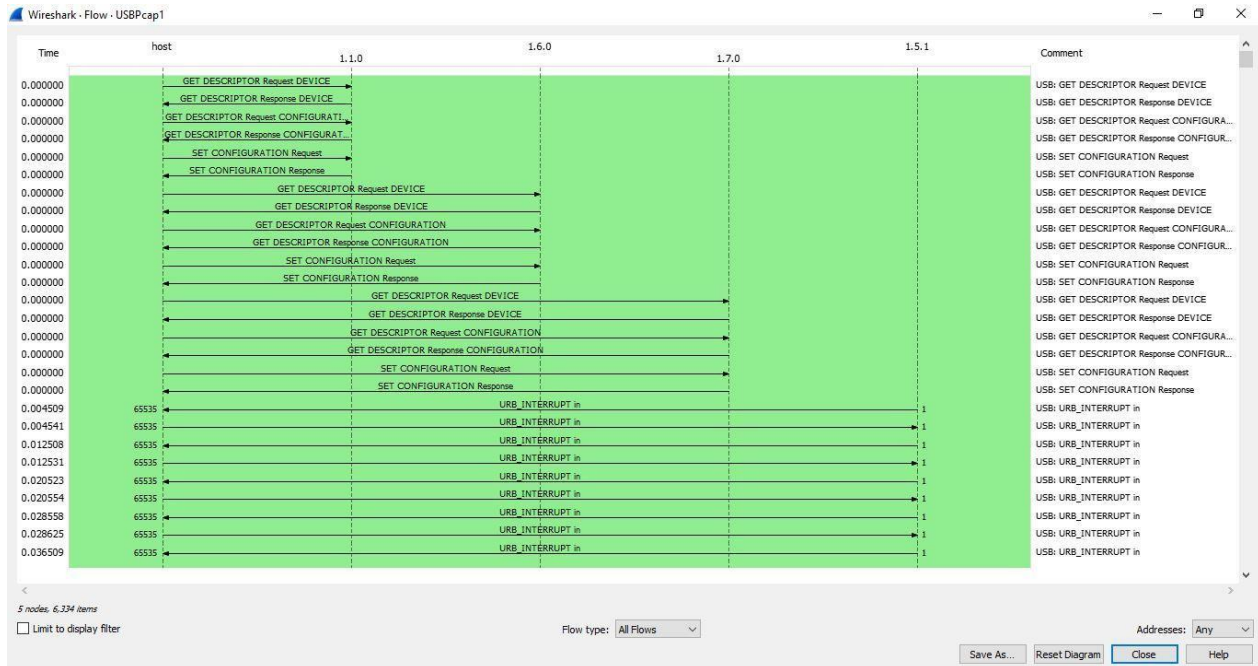 Wireshark · Flow · USBPcap1
Time host 1.1.0 1.6.0 1.7.0 1.5.1 Comment
0.000000 GET DESCRIPTOR Request DEVICE USB: GET DESCRIPTOR Request DEVICE
0.000000 GET DESCRIPTOR Response DEVICE USB: GET DESCRIPTOR Response DEVICE
0.000000 GET DESCRIPTOR Request CONFIGURATI... USB: GET DESCRIPTOR Request CONFIGURA...
0.000000 GET DESCRIPTOR Response CONFIGURAT... USB: GET DESCRIPTOR Response CONFIGUR...
0.000000 SET CONFIGURATION Request USB: SET CONFIGURATION Request
0.000000 SET CONFIGURATION Response USB: SET CONFIGURATION Response
0.000000 GET DESCRIPTOR Request DEVICE USB: GET DESCRIPTOR Request DEVICE
0.000000 GET DESCRIPTOR Response DEVICE USB: GET DESCRIPTOR Response DEVICE
0.000000 GET DESCRIPTOR Request CONFIGURATION USB: GET DESCRIPTOR Request CONFIGURA...
0.000000 GET DESCRIPTOR Response CONFIGURATION USB: GET DESCRIPTOR Response CONFIGUR...
0.000000 SET CONFIGURATION Request USB: SET CONFIGURATION Request
0.000000 SET CONFIGURATION Response USB: SET CONFIGURATION Response
0.000000 GET DESCRIPTOR Request DEVICE USB: GET DESCRIPTOR Request DEVICE
0.000000 GET DESCRIPTOR Response DEVICE USB: GET DESCRIPTOR Response DEVICE
0.000000 GET DESCRIPTOR Request CONFIGURATION USB: GET DESCRIPTOR Request CONFIGURA...
0.000000 GET DESCRIPTOR Response CONFIGURATION USB: GET DESCRIPTOR Response CONFIGUR...
0.000000 SET CONFIGURATION Request USB: SET CONFIGURATION Request
0.000000 SET CONFIGURATION Response USB: SET CONFIGURATION Response
0.004509 65535 URB_INTERRUPT in 1 USB: URB_INTERRUPT in
0.004541 65535 URB_INTERRUPT in 1 USB: URB_INTERRUPT in
0.012508 65535 URB_INTERRUPT in 1 USB: URB_INTERRUPT in
0.012531 65535 URB_INTERRUPT in 1 USB: URB_INTERRUPT in
0.020523 65535 URB_INTERRUPT in 1 USB: URB_INTERRUPT in
0.020554 65535 URB_INTERRUPT in 1 USB: URB_INTERRUPT in
0.028558 65535 URB_INTERRUPT in 1 USB: URB_INTERRUPT in
0.028625 65535 URB_INTERRUPT in 1 USB: URB_INTERRUPT in
0.036509 65535 URB_INTERRUPT in 1 USB: URB_INTERRUPT in
5 nodes, 6,334 items
Limit to display filter Flow type: All Flows Addresses: Any
Save As... Reset Diagram Close Help